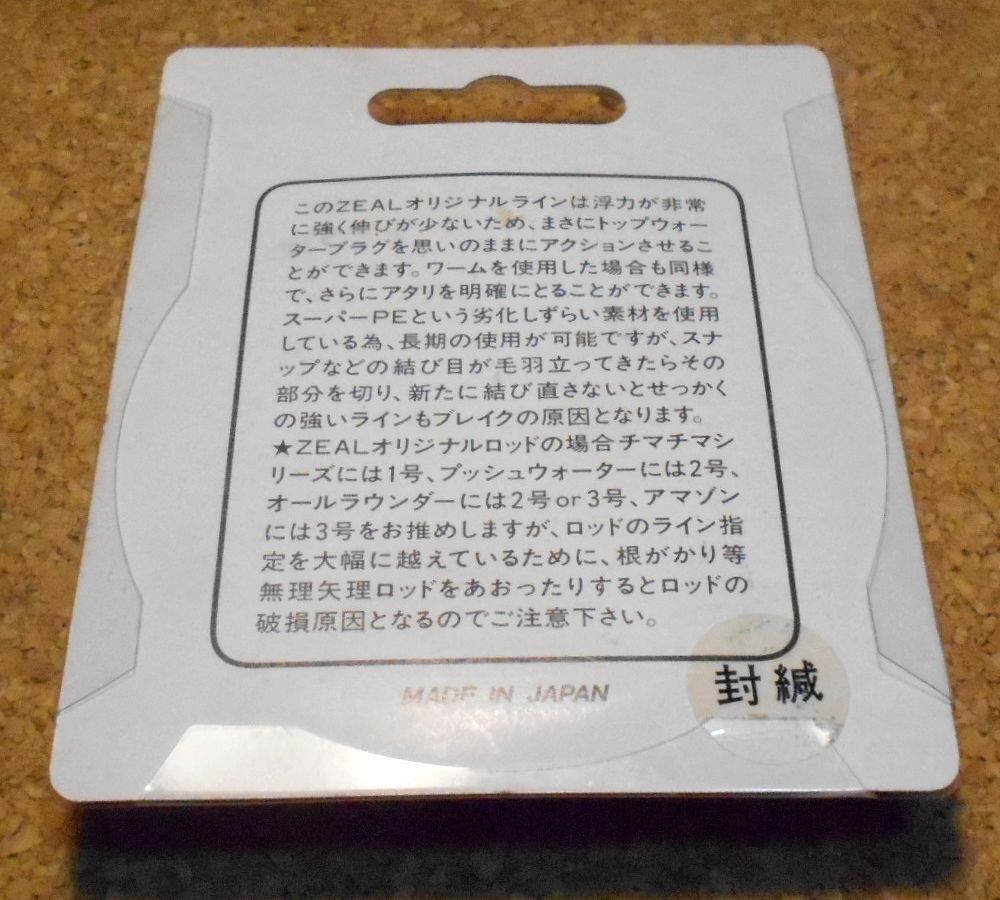 このZEALオリジナルラインは浮力が非常
に強く伸びが少ないため、まさにトップウォー
タープラグを思いのままにアクションさせるこ
とができます。ワームを使用した場合も同様
で、さらにアタリを明確にとることができます。
スーパーPEという劣化しずらい素材を使用
している為、長期の使用が可能ですが、スナ
ップなどの結び目が毛羽立ってきたらその
部分を切り、新たに結び直さないとせっかく
の強いラインもブレイクの原因となります。
★ZEALオリジナルロッドの場合チマチマシ
リーズには1号、プッシュウォーターには2号、
オールラウンダーには2号or3号、アマゾン
には3号をお推めしますが、ロッドのライン指
定を大幅に越えているために、根がかり等
無理矢理ロッドをあおったりするとロッドの
破損原因となるのでご注意下さい。
MADE IN JAPAN
封緘